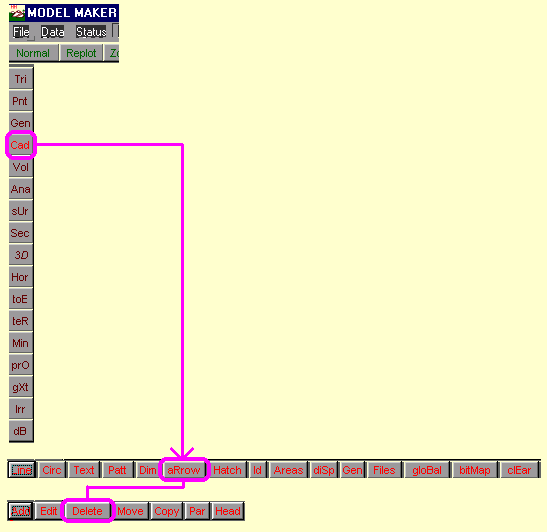 MODEL MAKER
File Data Status
Normal Replot
Tri
Pnt
Gen
Cad
Vol
Ana
sUr
Sec
3D
Hor
toE
teR
Min
prO
gXt
Irr
dB
Line Circ Text Patt Dim aRrow Hatch Id Areas diSp Gen Files gloBal bitMap clEar
Add Edit Delete Move Copy Par Head